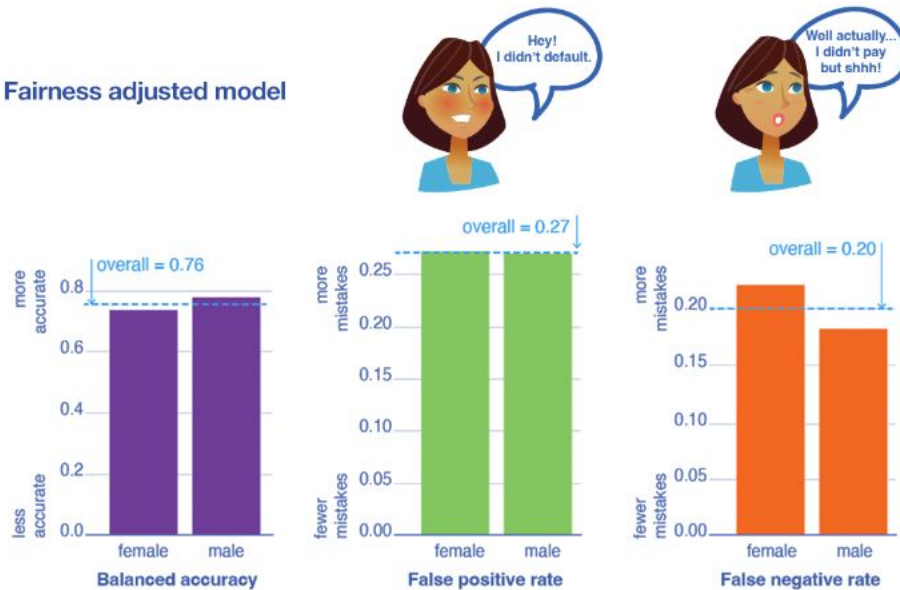 Fairness adjusted model
Hey!
I didn't default.
Well actually...
I didn't pay
but shhh!
overall = 0.76
more
accurate
less
accurate
0.8
0.6
0.4
0.2
0.0
female male
Balanced accuracy
overall = 0.27
more
mistakes
fewer
mistakes
0.25
0.20
0.15
0.10
0.05
0.00
female male
False positive rate
overall = 0.20
more
mistakes
fewer
mistakes
0.20
0.15
0.10
0.05
0.00
female male
False negative rate